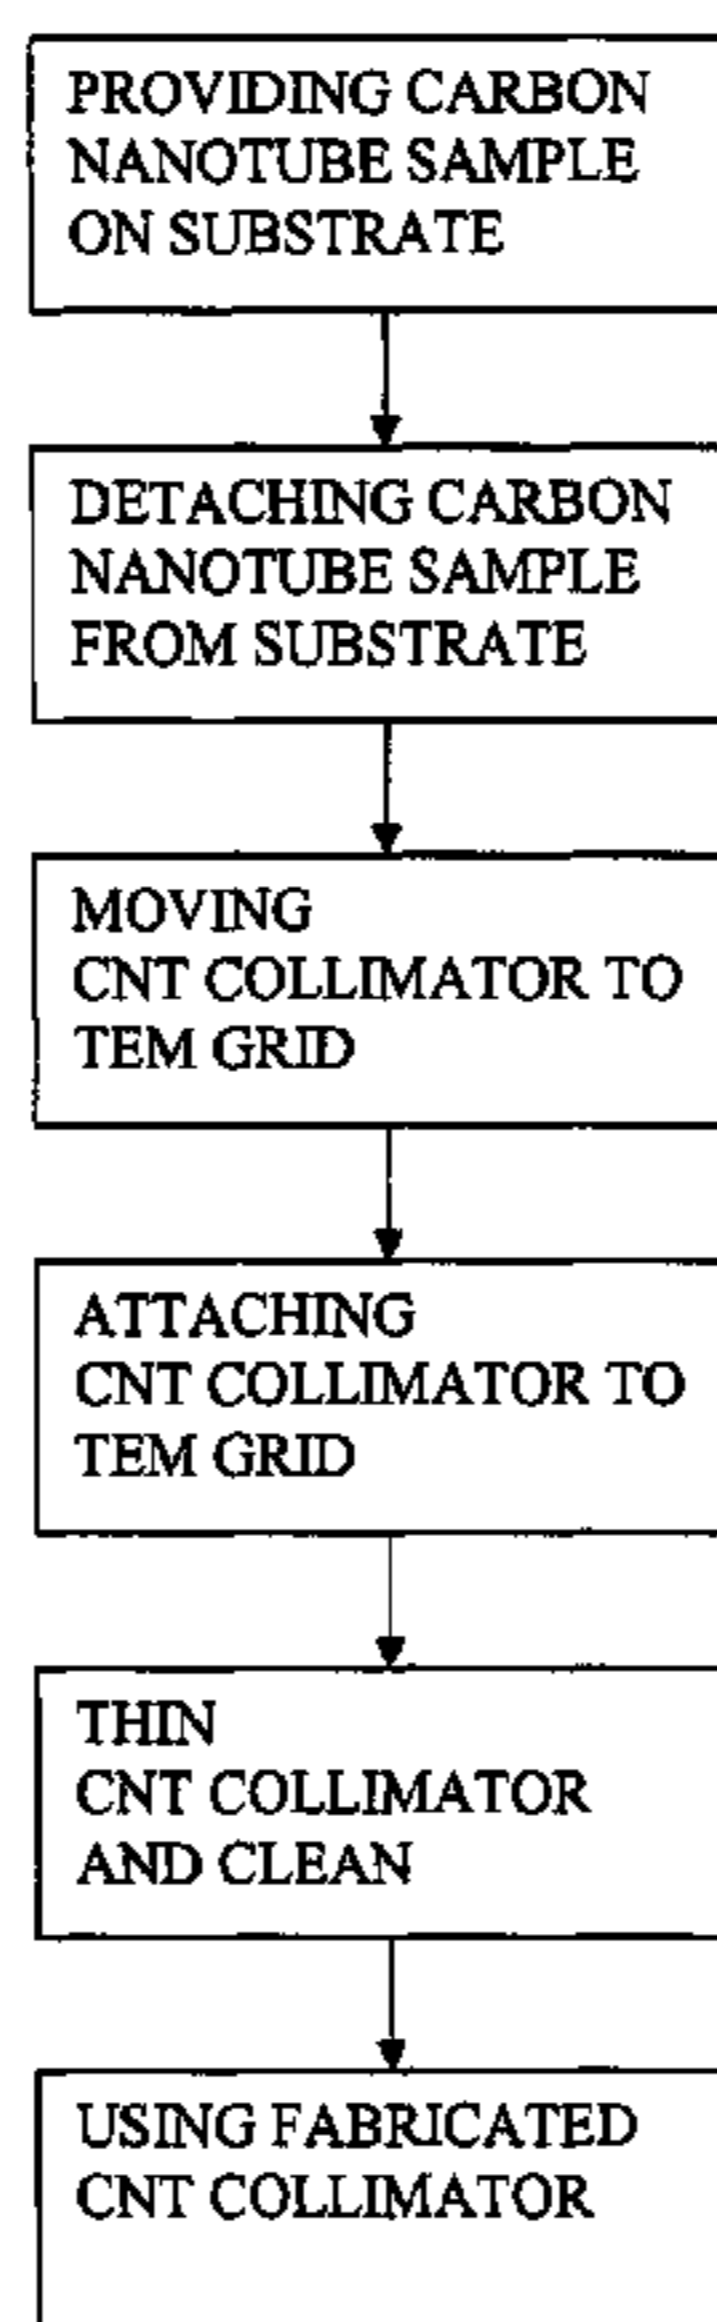 PROVIDING CARBON
NANOTUBE SAMPLE
ON SUBSTRATE
DETACHING CARBON
NANOTUBE SAMPLE
FROM SUBSTRATE
MOVING
CNT COLLIMATOR TO
TEM GRID
ATTACHING
CNT COLLIMATOR TO
TEM GRID
THIN
CNT COLLIMATOR
AND CLEAN
USING FABRICATED
CNT COLLIMATOR